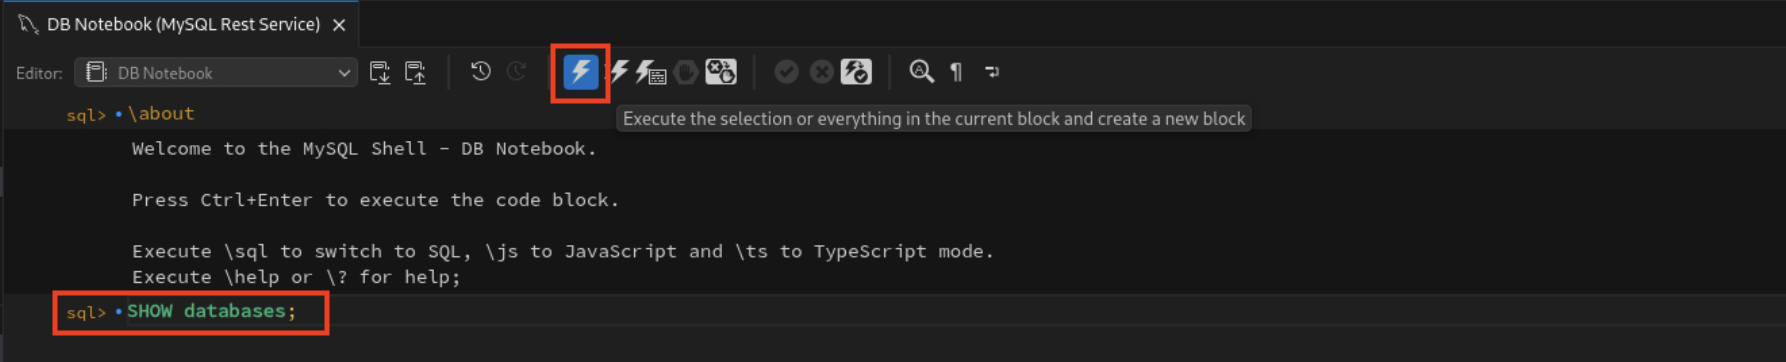 DB Notebook (MySQL Rest Service)
Editor: DB Notebook
sql> \about
Execute the selection or everything in the current block and create a new block
Welcome to the MySQL Shell - DB Notebook.
Press Ctrl+Enter to execute the code block.
Execute \sql to switch to SQL, \js to JavaScript and \ts to TypeScript mode.
Execute \help or \? for help;
sql> SHOW databases;